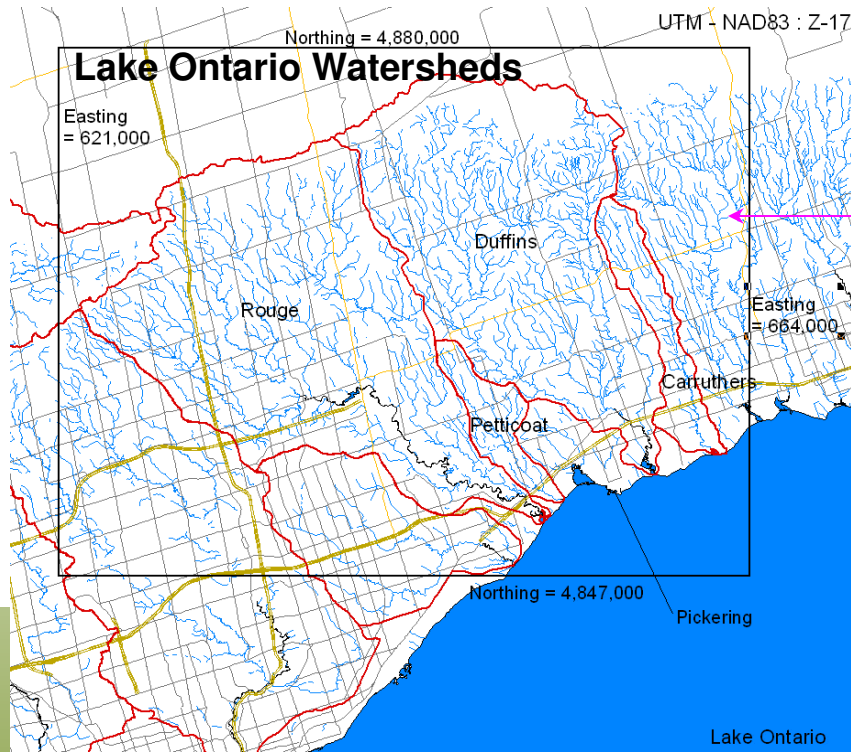 UTM - NAD83 : Z-17
Northing = 4,880,000
Lake Ontario Watersheds
Easting
= 621,000
Duffins
Rouge
Easting
= 664,000
Carruthers
Petticoat
Northing = 4,847,000
Pickering
Lake Ontario